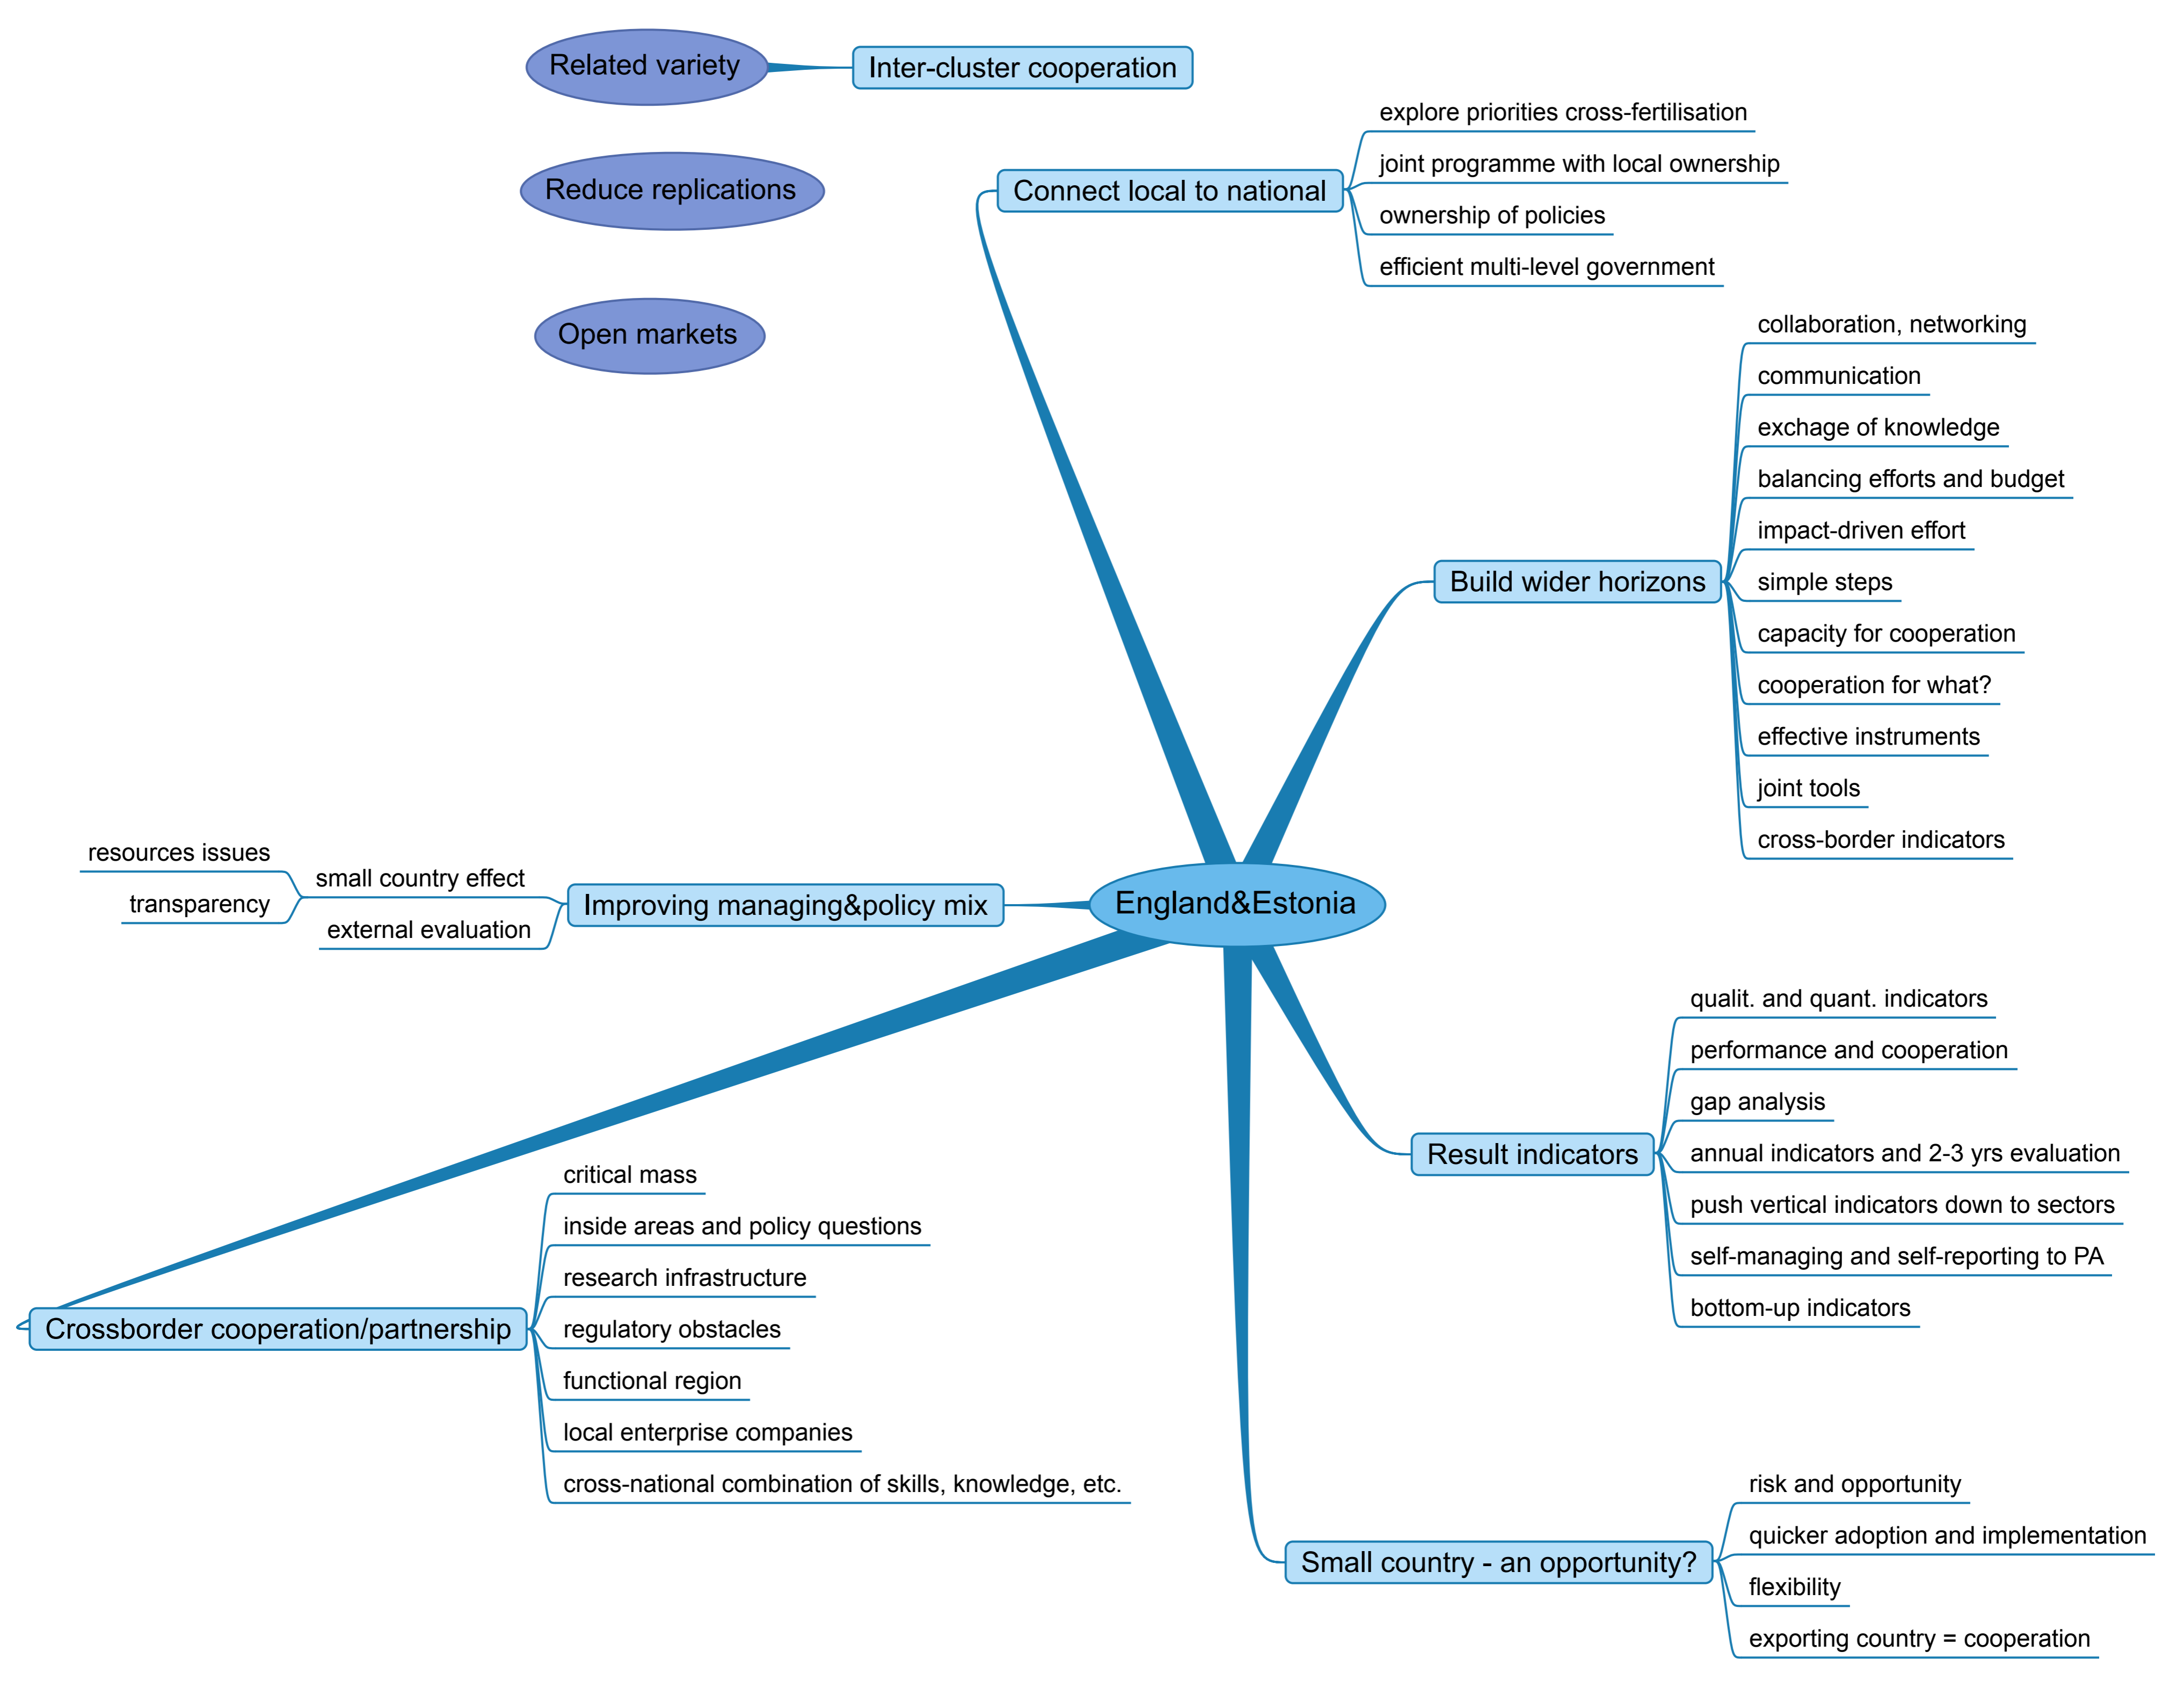 Related variety
Inter-cluster cooperation
Reduce replications
Open markets
Connect local to national
explore priorities cross-fertilisation
joint programme with local ownership
ownership of policies
efficient multi-level government
Build wider horizons
collaboration, networking
communication
exchage of knowledge
balancing efforts and budget
impact-driven effort
simple steps
capacity for cooperation
cooperation for what?
effective instruments
joint tools
cross-border indicators
England&Estonia
Improving managing&policy mix
small country effect
resources issues
transparency
external evaluation
Result indicators
qualit. and quant. indicators
performance and cooperation
gap analysis
annual indicators and 2-3 yrs evaluation
push vertical indicators down to sectors
self-managing and self-reporting to PA
bottom-up indicators
Crossborder cooperation/partnership
critical mass
inside areas and policy questions
research infrastructure
regulatory obstacles
functional region
local enterprise companies
cross-national combination of skills, knowledge, etc.
Small country - an opportunity?
risk and opportunity
quicker adoption and implementation
flexibility
exporting country = cooperation